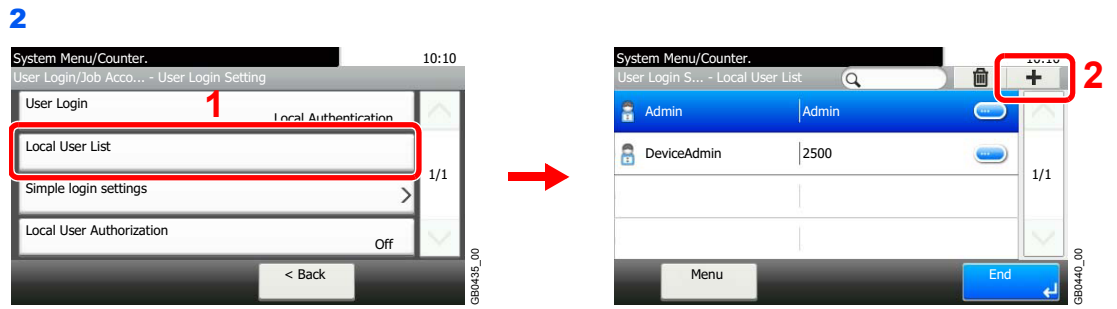 2
System Menu/Counter.
10:10
User Login/Job Acco... - User Login Setting
User Login
1
Local Authentication
Local User List
1/1
Simple login settings
Local User Authorization
Off
< Back
GB0435_00
System Menu/Counter.
10:10
User Login S... - Local User List
2
Admin
Admin
DeviceAdmin
2500
1/1
Menu
End
GB0440_00